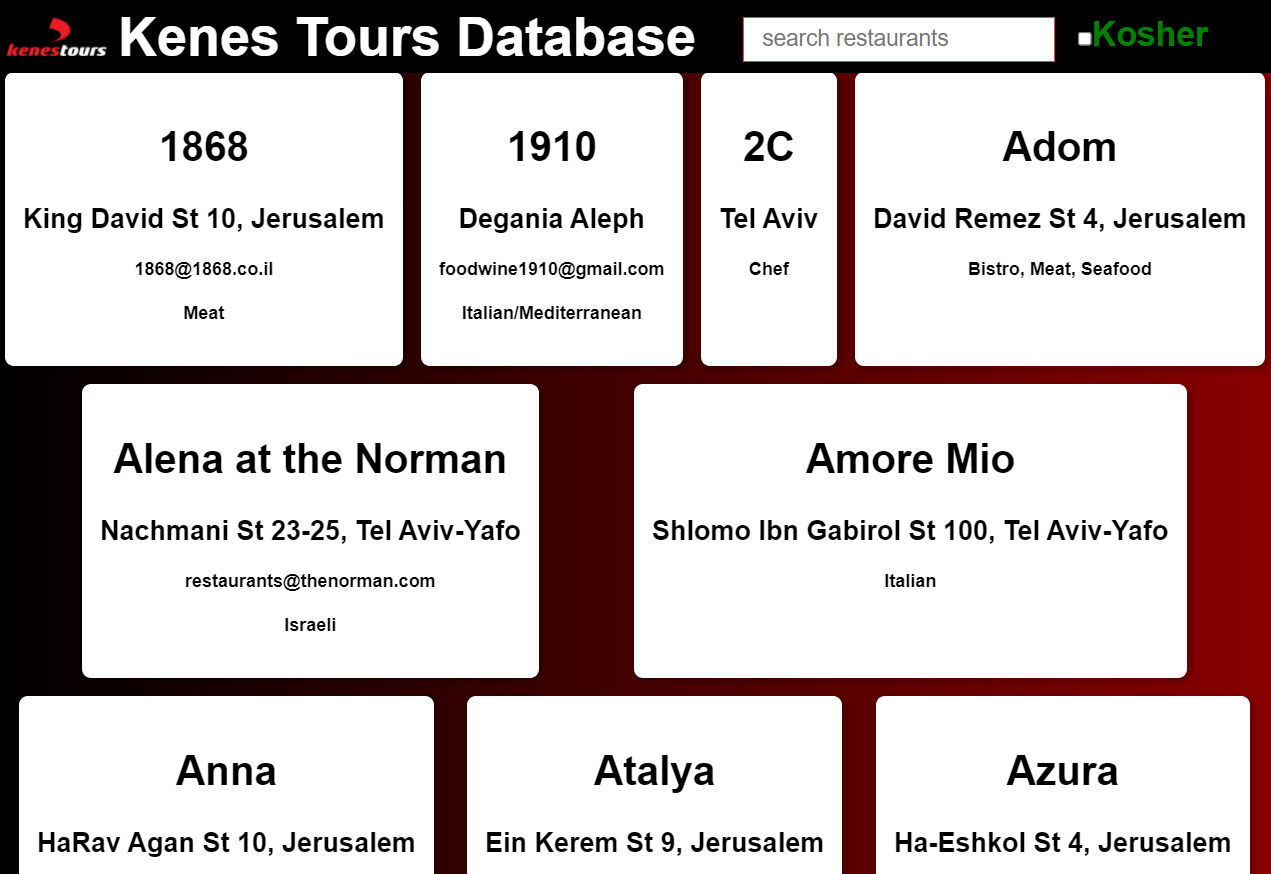 kenestours Kenes Tours Database search restaurants Kosher
1868
King David St 10, Jerusalem
1868@1868.co.il
Meat
1910
Degania Aleph
foodwine1910@gmail.com
Italian/Mediterranean
2C
Tel Aviv
Chef
Adom
David Remez St 4, Jerusalem
Bistro, Meat, Seafood
Alena at the Norman
Nachmani St 23-25, Tel Aviv-Yafo
restaurants@thenorman.com
Israeli
Amore Mio
Shlomo Ibn Gabirol St 100, Tel Aviv-Yafo
Italian
Anna
HaRav Agan St 10, Jerusalem
Atalya
Ein Kerem St 9, Jerusalem
Azura
Ha-Eshkol St 4, Jerusalem